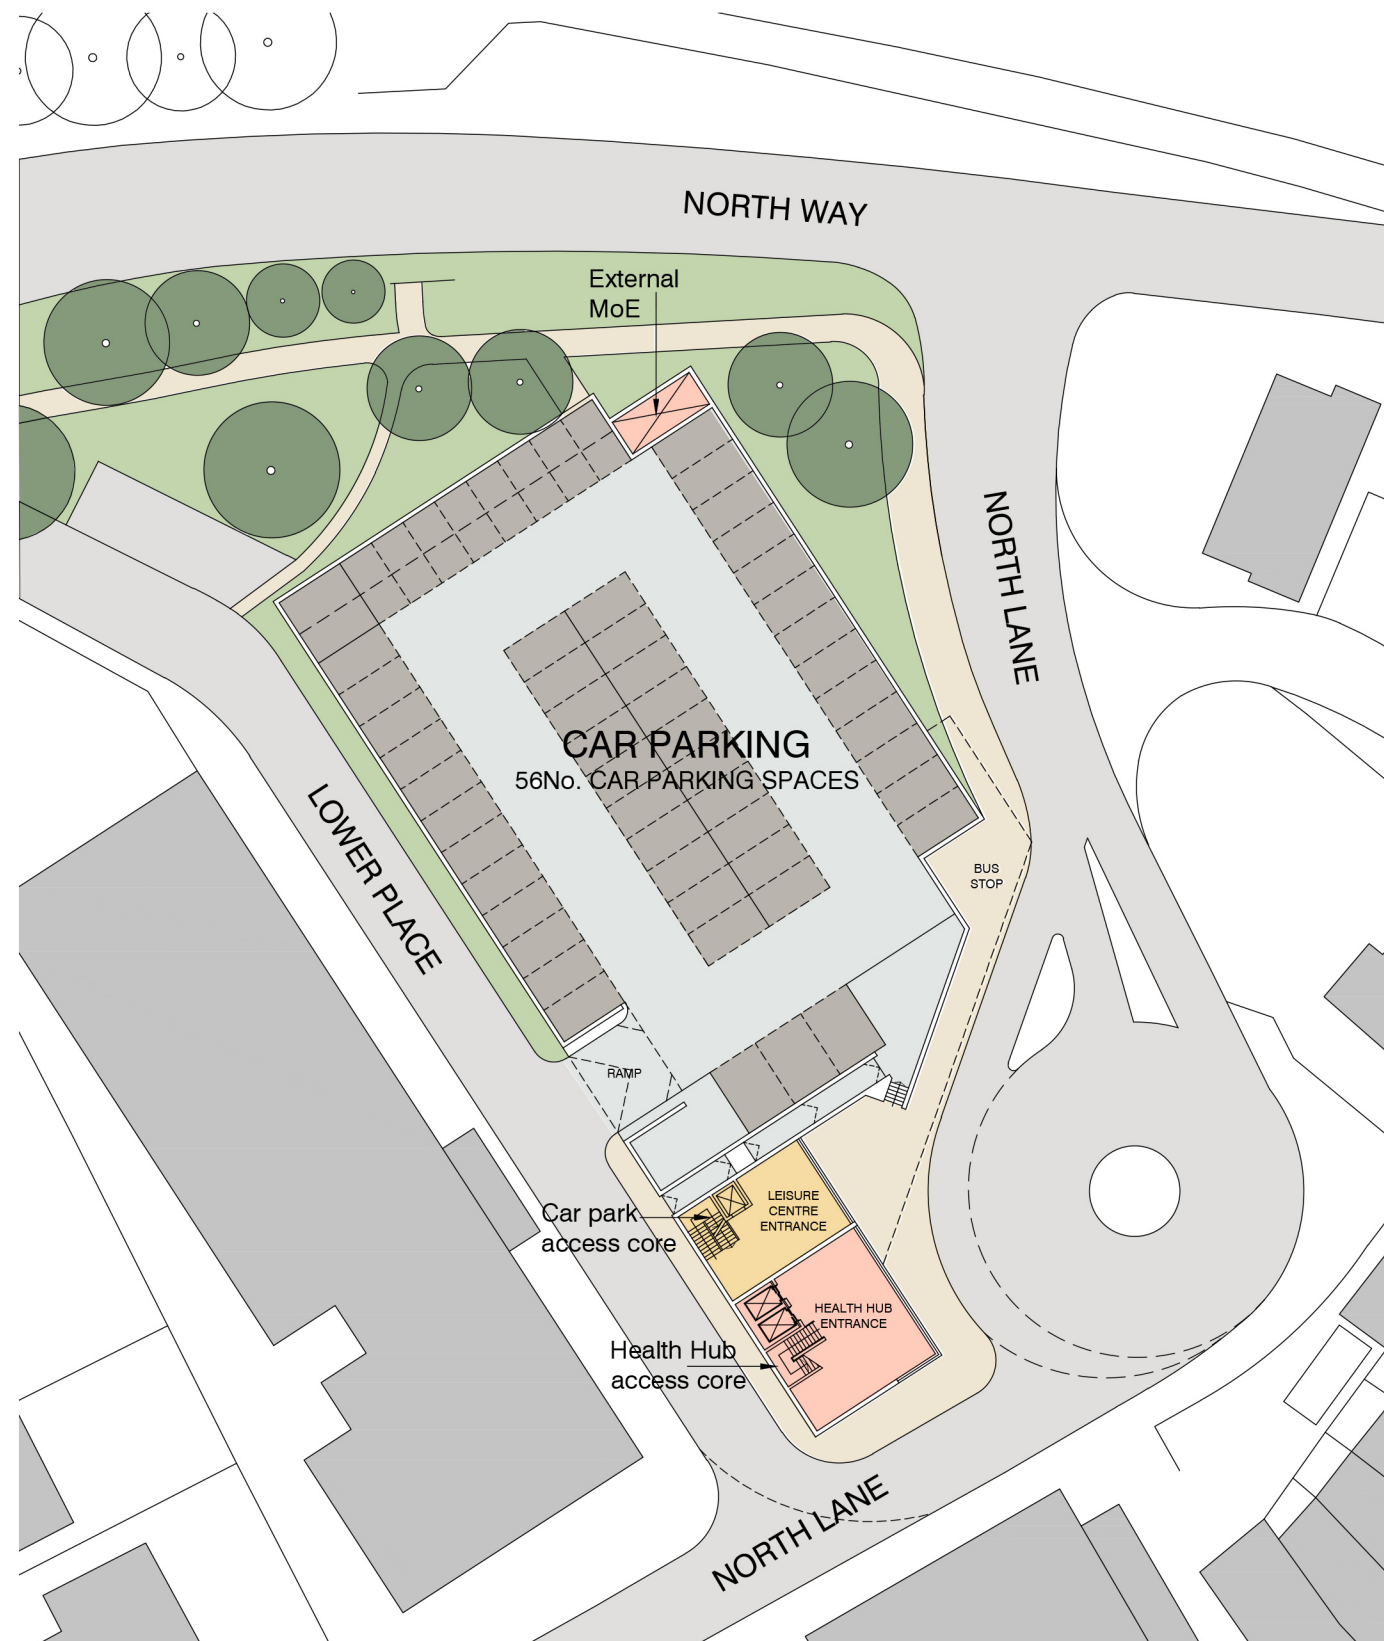 NORTH WAY
External
MoE
NORTH LANE
CAR PARKING
56No. CAR PARKING SPACES
LOWER PLACE
BUS
STOP
RAMP
LEISURE
CENTRE
ENTRANCE
Car park
access core
HEALTH HUB
ENTRANCE
Health Hub
access core
NORTH LANE